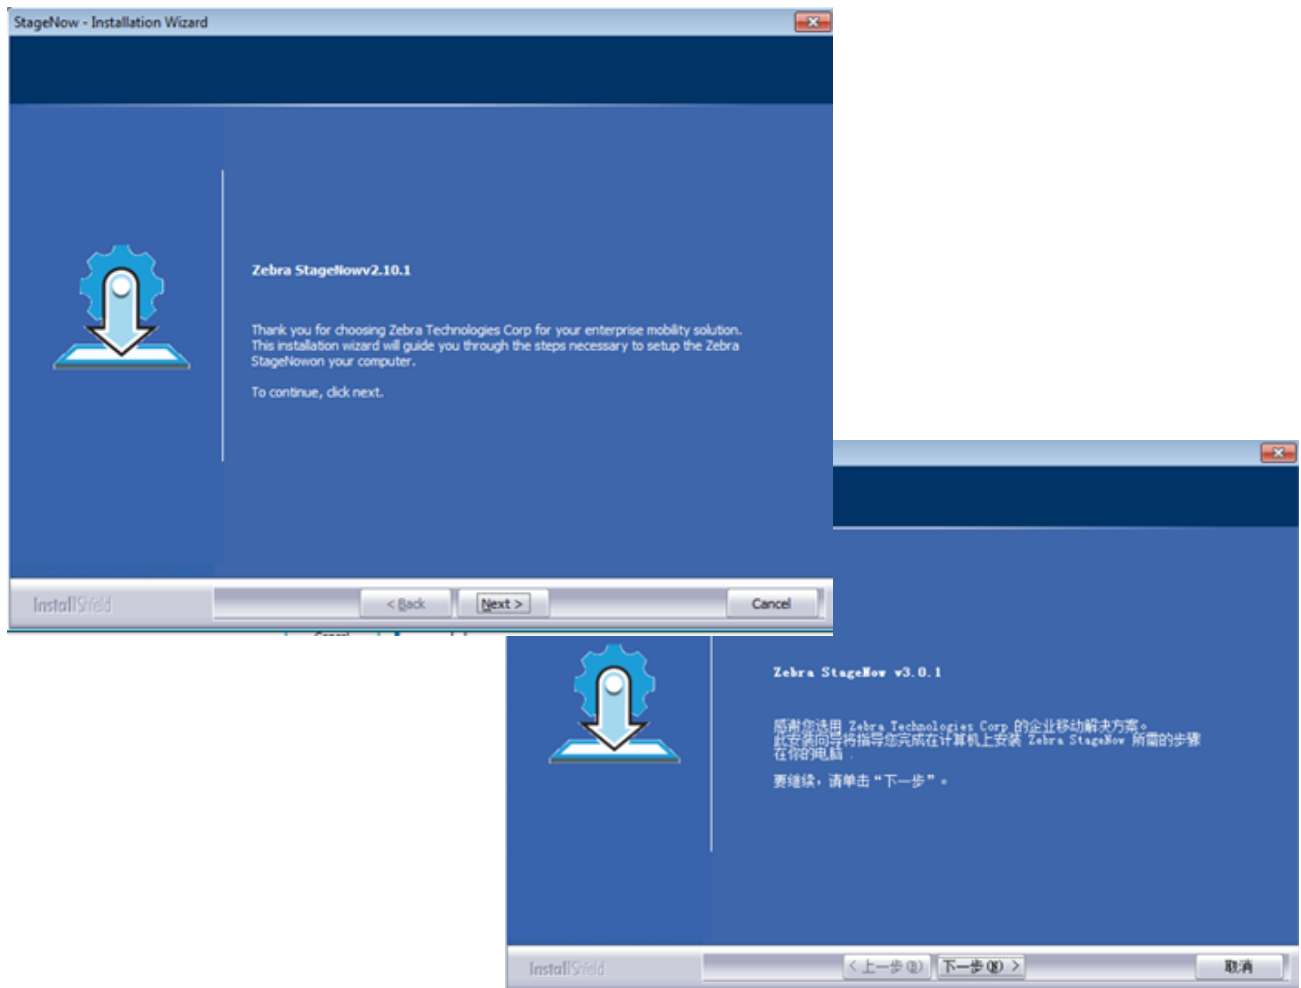 StageNow - Installation Wizard
Zebra StageNowv2.10.1
Thank you for choosing Zebra Technologies Corp for your enterprise mobility solution.
This installation wizard will guide you through the steps necessary to setup the Zebra
StageNowon your computer.
To continue, click next.
InstallShield
< Back
Next >
Cancel
Zebra StageNow v3.0.1
感谢您选用 Zebra Technologies Corp 的企业移动解决方案。
此安装向导将指导您完成在计算机上安装 Zebra StageNow 所需的步骤
在你的电脑 .
要继续，请单击“下一步”。
InstallShield
< 上一步(B)
下一步(N) >
取消